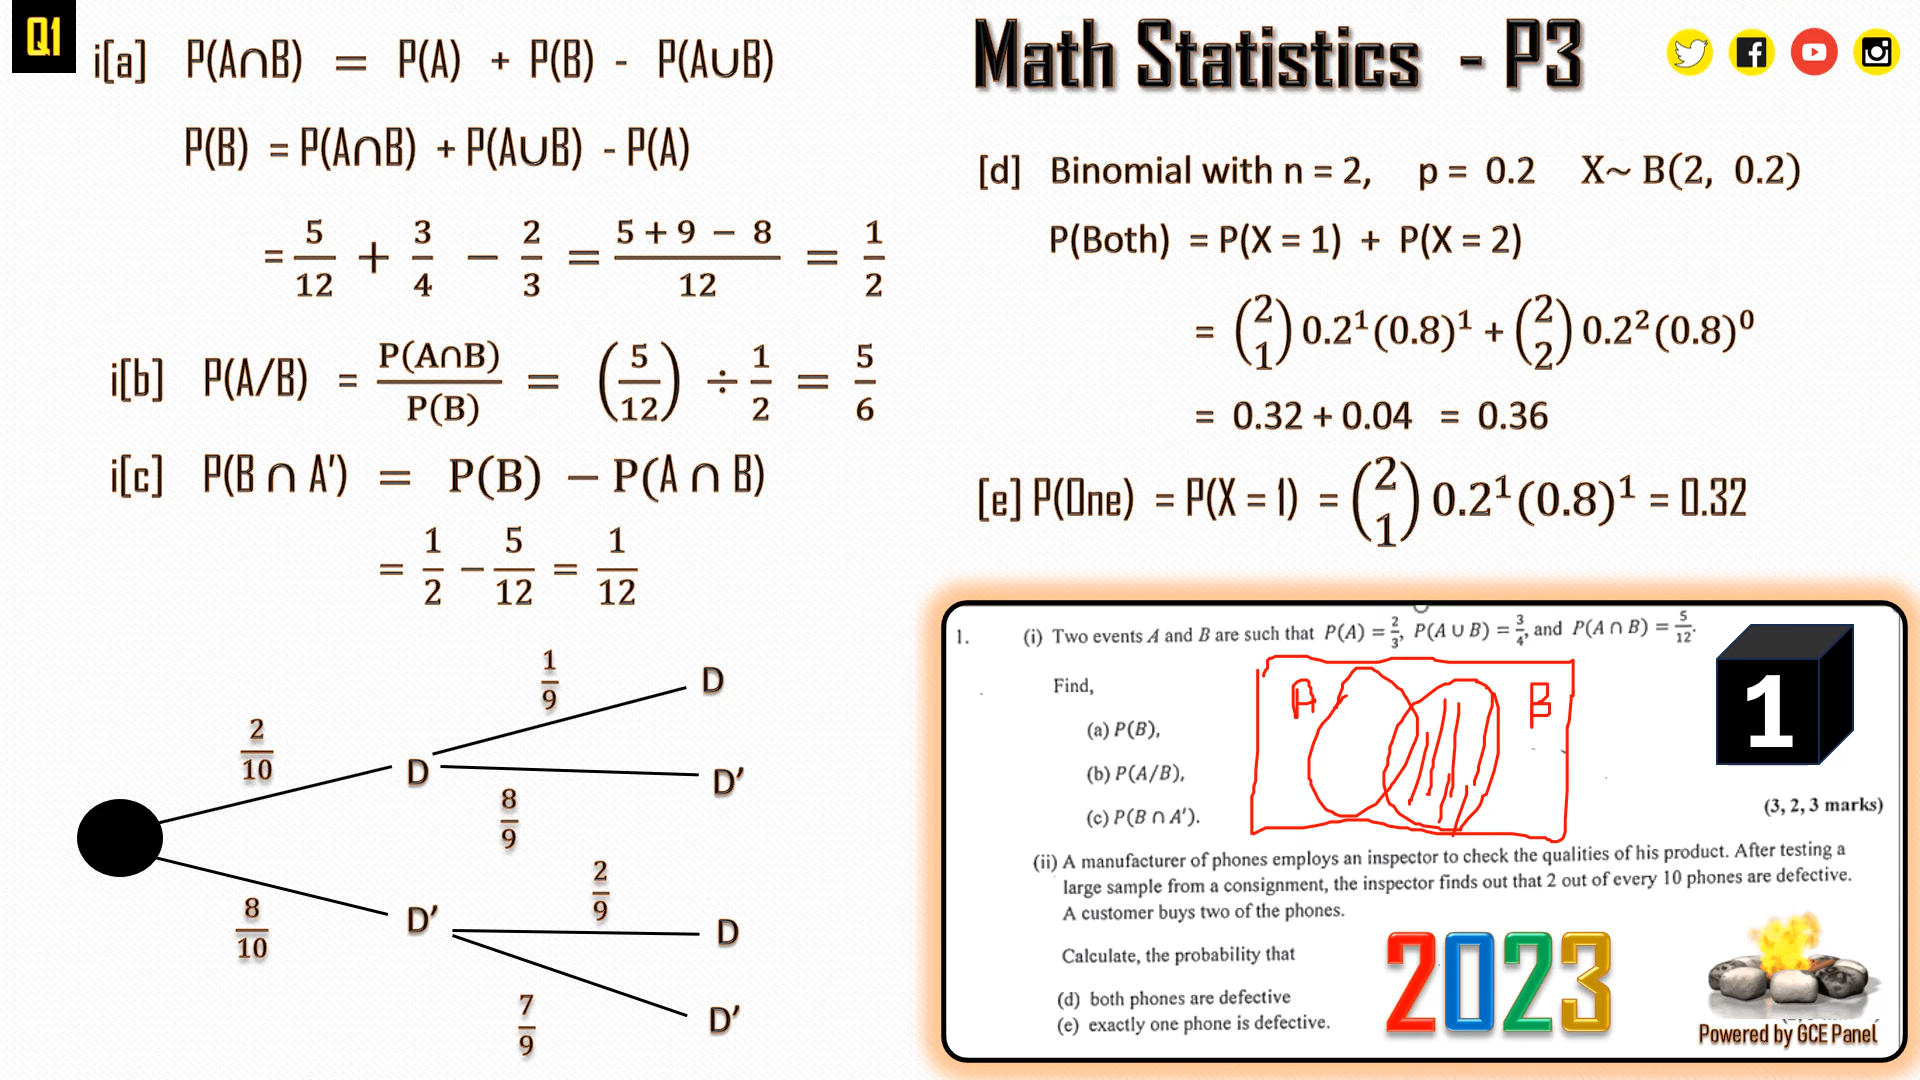 Q1
i[a] P(A∩B) = P(A) + P(B) - P(A∪B)
P(B) = P(A∩B) + P(A∪B) - P(A)
= 5/12 + 3/4 − 2/3 = (5 + 9 − 8)/12 = 1/2
i[b] P(A/B) = P(A∩B)/P(B) = (5/12) ÷ 1/2 = 5/6
i[c] P(B ∩ A′) = P(B) − P(A ∩ B)
= 1/2 − 5/12 = 1/12
2/10
D
1/9
D
8/9
D′
8/10
D′
2/9
D
7/9
D′
Math Statistics - P3
[d] Binomial with n = 2, p = 0.2 X~ B(2, 0.2)
P(Both) = P(X = 1) + P(X = 2)
= (2 1) 0.2¹(0.8)¹ + (2 2) 0.2²(0.8)⁰
= 0.32 + 0.04 = 0.36
[e] P(One) = P(X = 1) = (2 1) 0.2¹(0.8)¹ = 0.32
1. (i) Two events A and B are such that P(A) = 2/3, P(A ∪ B) = 3/4, and P(A ∩ B) = 5/12.
Find,
(a) P(B),
(b) P(A/B),
(c) P(B ∩ A′).
A
B
1
(3, 2, 3 marks)
(ii) A manufacturer of phones employs an inspector to check the qualities of his product. After testing a
large sample from a consignment, the inspector finds out that 2 out of every 10 phones are defective.
A customer buys two of the phones.
Calculate, the probability that
(d) both phones are defective
(e) exactly one phone is defective.
2023
Powered by GCE Panel